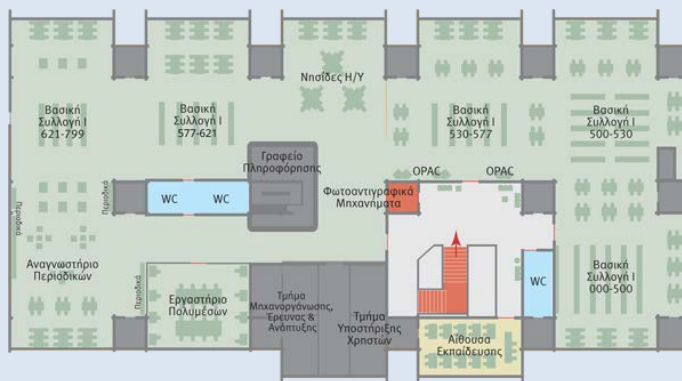 Νησίδες Η/Υ
Βασική
Συλλογή Ι
621-799
Βασική
Συλλογή Ι
577-621
Βασική
Συλλογή Ι
530-577
Βασική
Συλλογή Ι
500-530
Γραφείο
Πληροφόρησης
OPAC
OPAC
Φωτοαντιγραφικά
Μηχανήματα
WC
WC
Περιοδικά
Περιοδικά
Αναγνωστήριο
Περιοδικών
Περιοδικά
Εργαστήριο
Πολυμέσων
Τμήμα
Μηχανοργάνωσης,
Έρευνας &
Ανάπτυξης
Τμήμα
Υποστήριξης
Χρηστών
WC
Βασική
Συλλογή Ι
000-500
Αίθουσα
Εκπαίδευσης